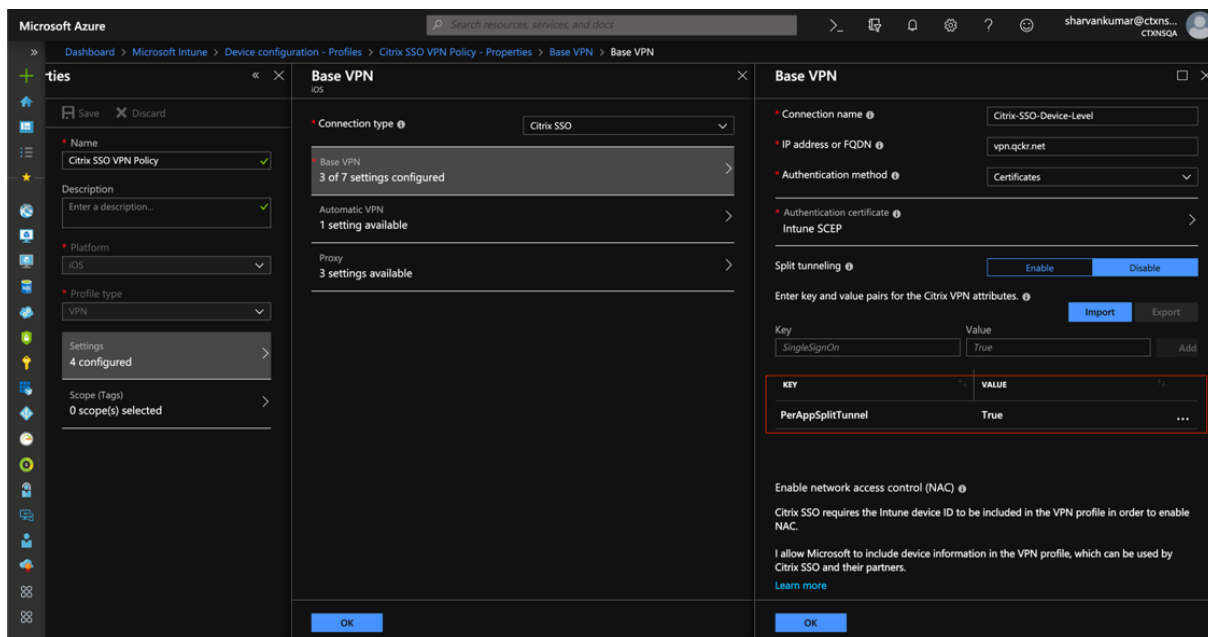 Microsoft Azure
Search resources, services, and docs
sharvankumar@ctxns...
CTXNSQA
Dashboard > Microsoft Intune > Device configuration - Profiles > Citrix SSO VPN Policy - Properties > Base VPN > Base VPN
rties
Save Discard
* Name
Citrix SSO VPN Policy
Description
Enter a description...
* Platform
iOS
* Profile type
VPN
Settings
4 configured
Scope (Tags)
0 scope(s) selected
Base VPN
iOS
* Connection type
Citrix SSO
* Base VPN
3 of 7 settings configured
Automatic VPN
1 setting available
Proxy
3 settings available
OK
Base VPN
* Connection name
Citrix-SSO-Device-Level
* IP address or FQDN
vpn.qckr.net
* Authentication method
Certificates
* Authentication certificate
Intune SCEP
Split tunneling
Enable Disable
Enter key and value pairs for the Citrix VPN attributes.
Import Export
Key Value
SingleSignOn True Add
KEY VALUE
PerAppSplitTunnel True ...
Enable network access control (NAC)
Citrix SSO requires the Intune device ID to be included in the VPN profile in order to enable
NAC.
I allow Microsoft to include device information in the VPN profile, which can be used by
Citrix SSO and their partners.
Learn more
OK